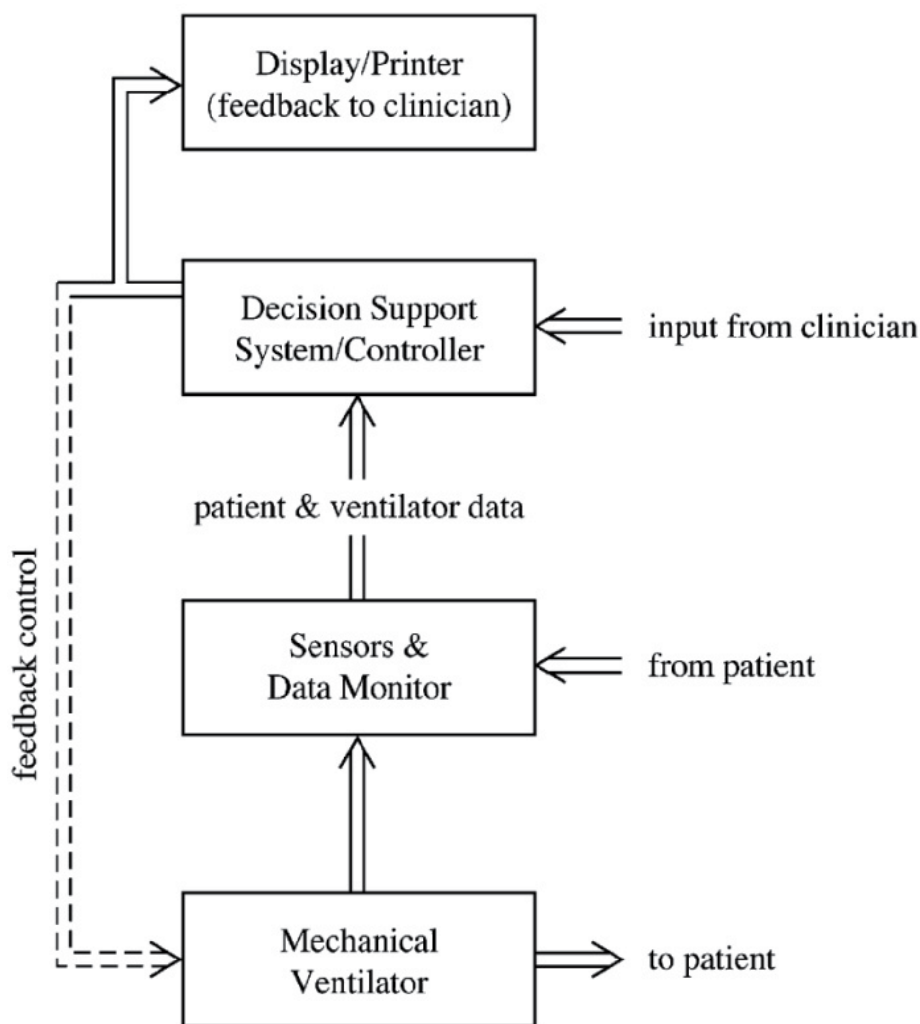 Display/Printer
(feedback to clinician)
Decision Support
System/Controller
input from clinician
patient & ventilator data
feedback control
Sensors &
Data Monitor
from patient
Mechanical
Ventilator
to patient